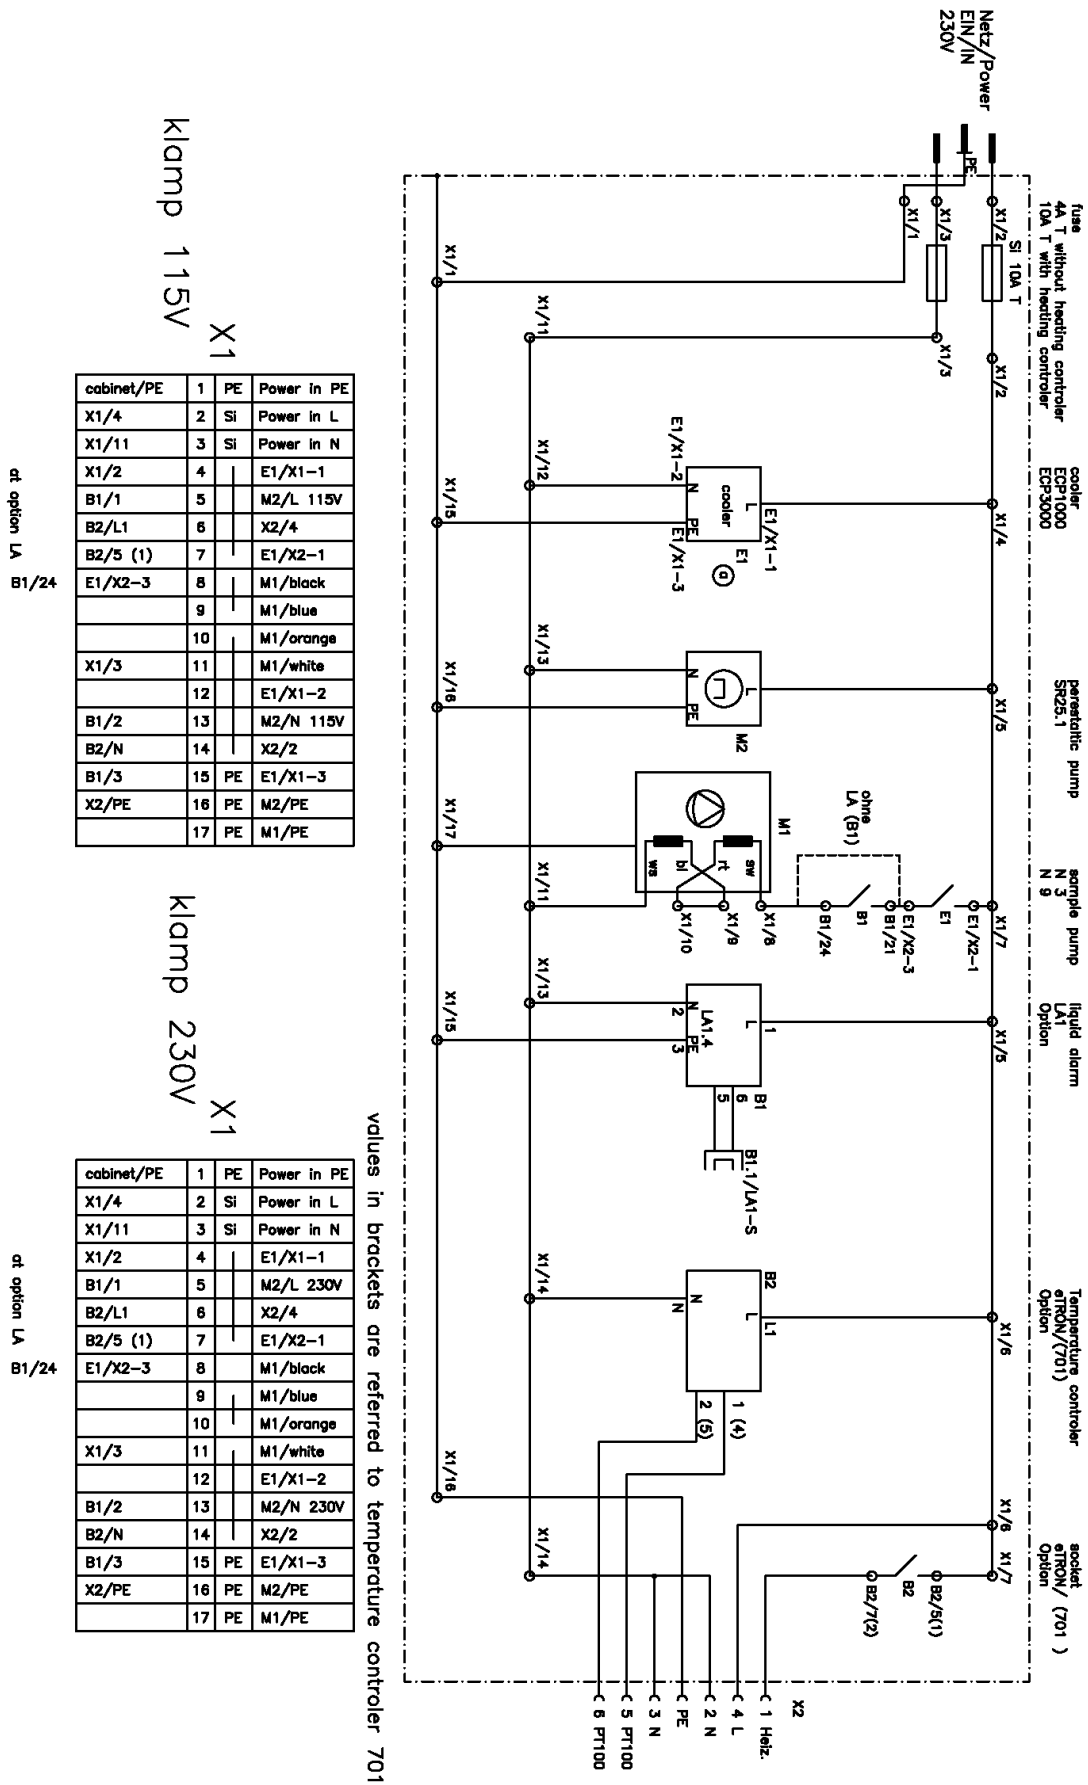 Netz/Power
EIN/IN
230V
PE
fuse
4A T without heating controler
10A T with heating controler
Si 10A T
X1/2
X1/3
X1/1
X1/2
X1/3
X1/1
X1/11
cooler
ECP1000
ECP3000
X1/4
E1/X1-1
E1/X1-2
E1/X1-3
L
N
PE
cooler
E1
a
X1/12
X1/15
perestaltic pump
SR25.1
X1/5
L
N
PE
M2
X1/13
X1/16
sample pump
N 3
N 9
X1/7
E1/X2-1
E1
E1/X2-3
B1/21
B1
B1/24
ohne
LA (B1)
M1
sw
rt
bl
ws
X1/8
X1/9
X1/10
X1/11
X1/17
liquid alarm
LA1
Option
X1/5
L
1
N
2
PE
3
LA1.4
B1
6
5
B1.1/LA1-S
X1/13
X1/15
Temperature controler
eTRON/(701)
Option
X1/6
B2
L
L1
N
N
1 (4)
2 (5)
X1/14
X1/16
socket
eTRON/ (701 )
Option
X1/6
X1/7
B2/5(1)
B2
B2/7(2)
X1/14
X2
1 Heiz.
4 L
2 N
PE
3 N
5 PT100
6 PT100
values in brackets are referred to temperature controler 701
klamp 115V
X1
cabinet/PE 1 PE Power in PE
X1/4 2 Si Power in L
X1/11 3 Si Power in N
X1/2 4 E1/X1-1
B1/1 5 M2/L 115V
B2/L1 6 X2/4
B2/5 (1) 7 E1/X2-1
B1/24 E1/X2-3 8 M1/black
9 M1/blue
10 M1/orange
X1/3 11 M1/white
12 E1/X1-2
B1/2 13 M2/N 115V
B2/N 14 X2/2
B1/3 15 PE E1/X1-3
X2/PE 16 PE M2/PE
17 PE M1/PE
at option LA
klamp 230V
X1
cabinet/PE 1 PE Power in PE
X1/4 2 Si Power in L
X1/11 3 Si Power in N
X1/2 4 E1/X1-1
B1/1 5 M2/L 230V
B2/L1 6 X2/4
B2/5 (1) 7 E1/X2-1
B1/24 E1/X2-3 8 M1/black
9 M1/blue
10 M1/orange
X1/3 11 M1/white
12 E1/X1-2
B1/2 13 M2/N 230V
B2/N 14 X2/2
B1/3 15 PE E1/X1-3
X2/PE 16 PE M2/PE
17 PE M1/PE
at option LA